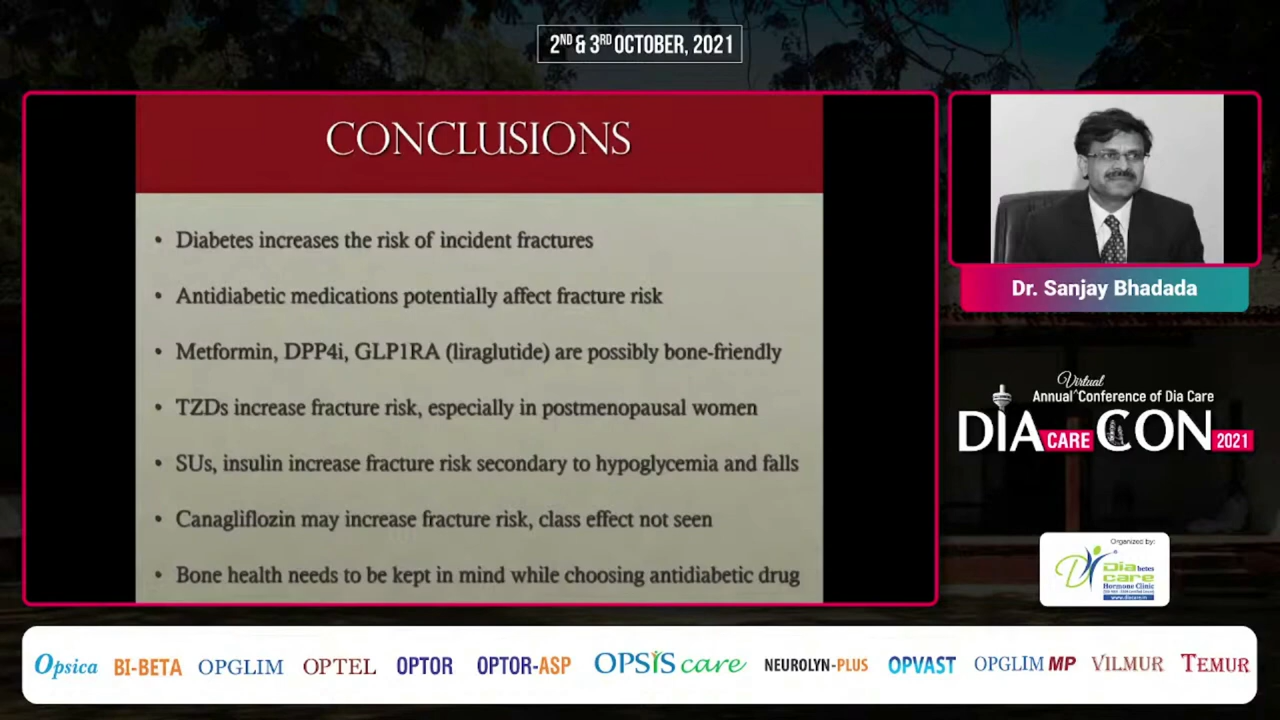 2ND & 3RD OCTOBER, 2021
CONCLUSIONS
• Diabetes increases the risk of incident fractures
• Antidiabetic medications potentially affect fracture risk
• Metformin, DPP4i, GLP1RA (liraglutide) are possibly bone-friendly
• TZDs increase fracture risk, especially in postmenopausal women
• SUs, insulin increase fracture risk secondary to hypoglycemia and falls
• Canagliflozin may increase fracture risk, class effect not seen
• Bone health needs to be kept in mind while choosing antidiabetic drug
Dr. Sanjay Bhadada
Virtual
Annual^Conference of Dia Care
DIA CARE CON 2021
Organized by:
Diabetes
care
Hormone Clinic
Opsica BI-BETA OPGLIM OPTEL OPTOR OPTOR-ASP OPSIS care NEUROLYN-PLUS OPVAST OPGLIM MP VILMUR TEMUR